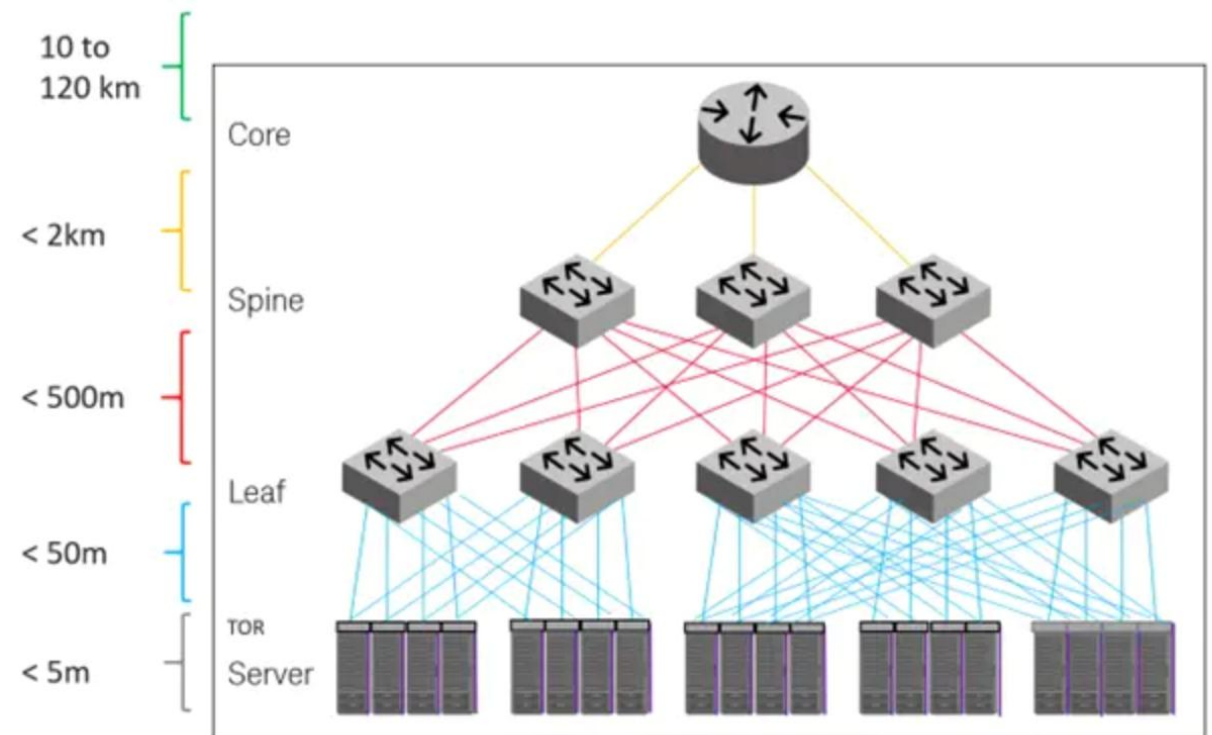 10 to
120 km
Core
< 2km
Spine
< 500m
Leaf
< 50m
TOR
< 5m
Server